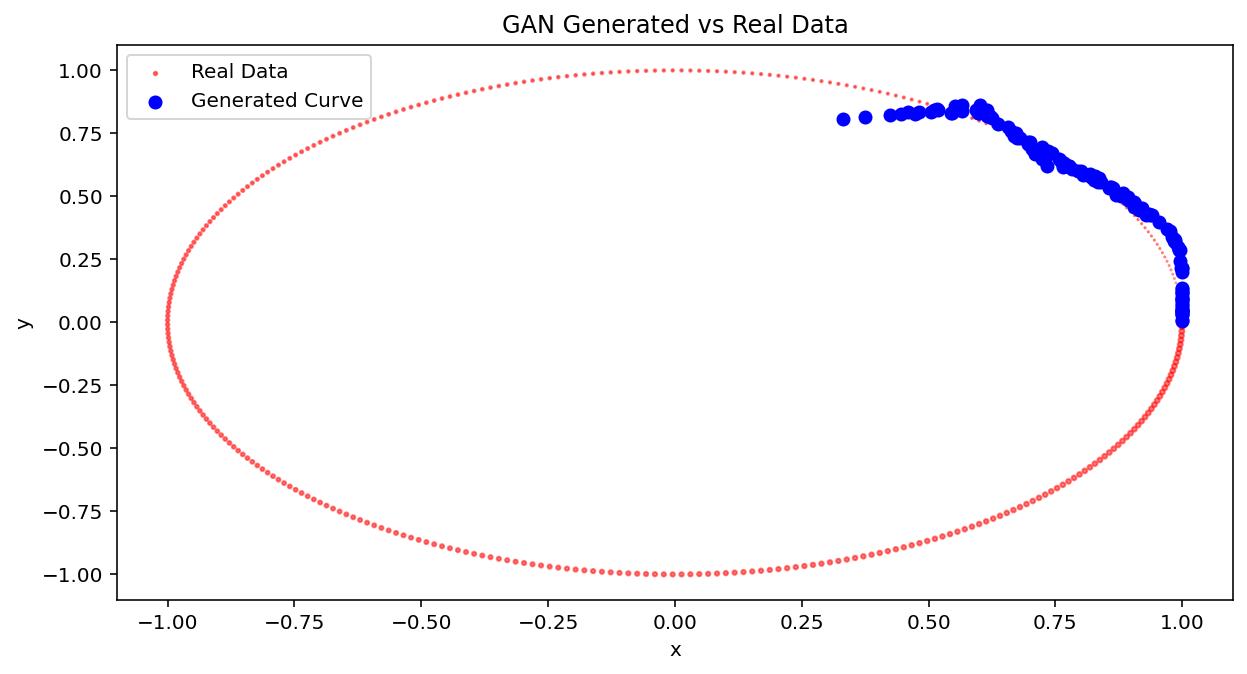 GAN Generated vs Real Data
Real Data
Generated Curve
1.00
0.75
0.50
0.25
0.00
−0.25
−0.50
−0.75
−1.00
y
−1.00 −0.75 −0.50 −0.25 0.00 0.25 0.50 0.75 1.00
x